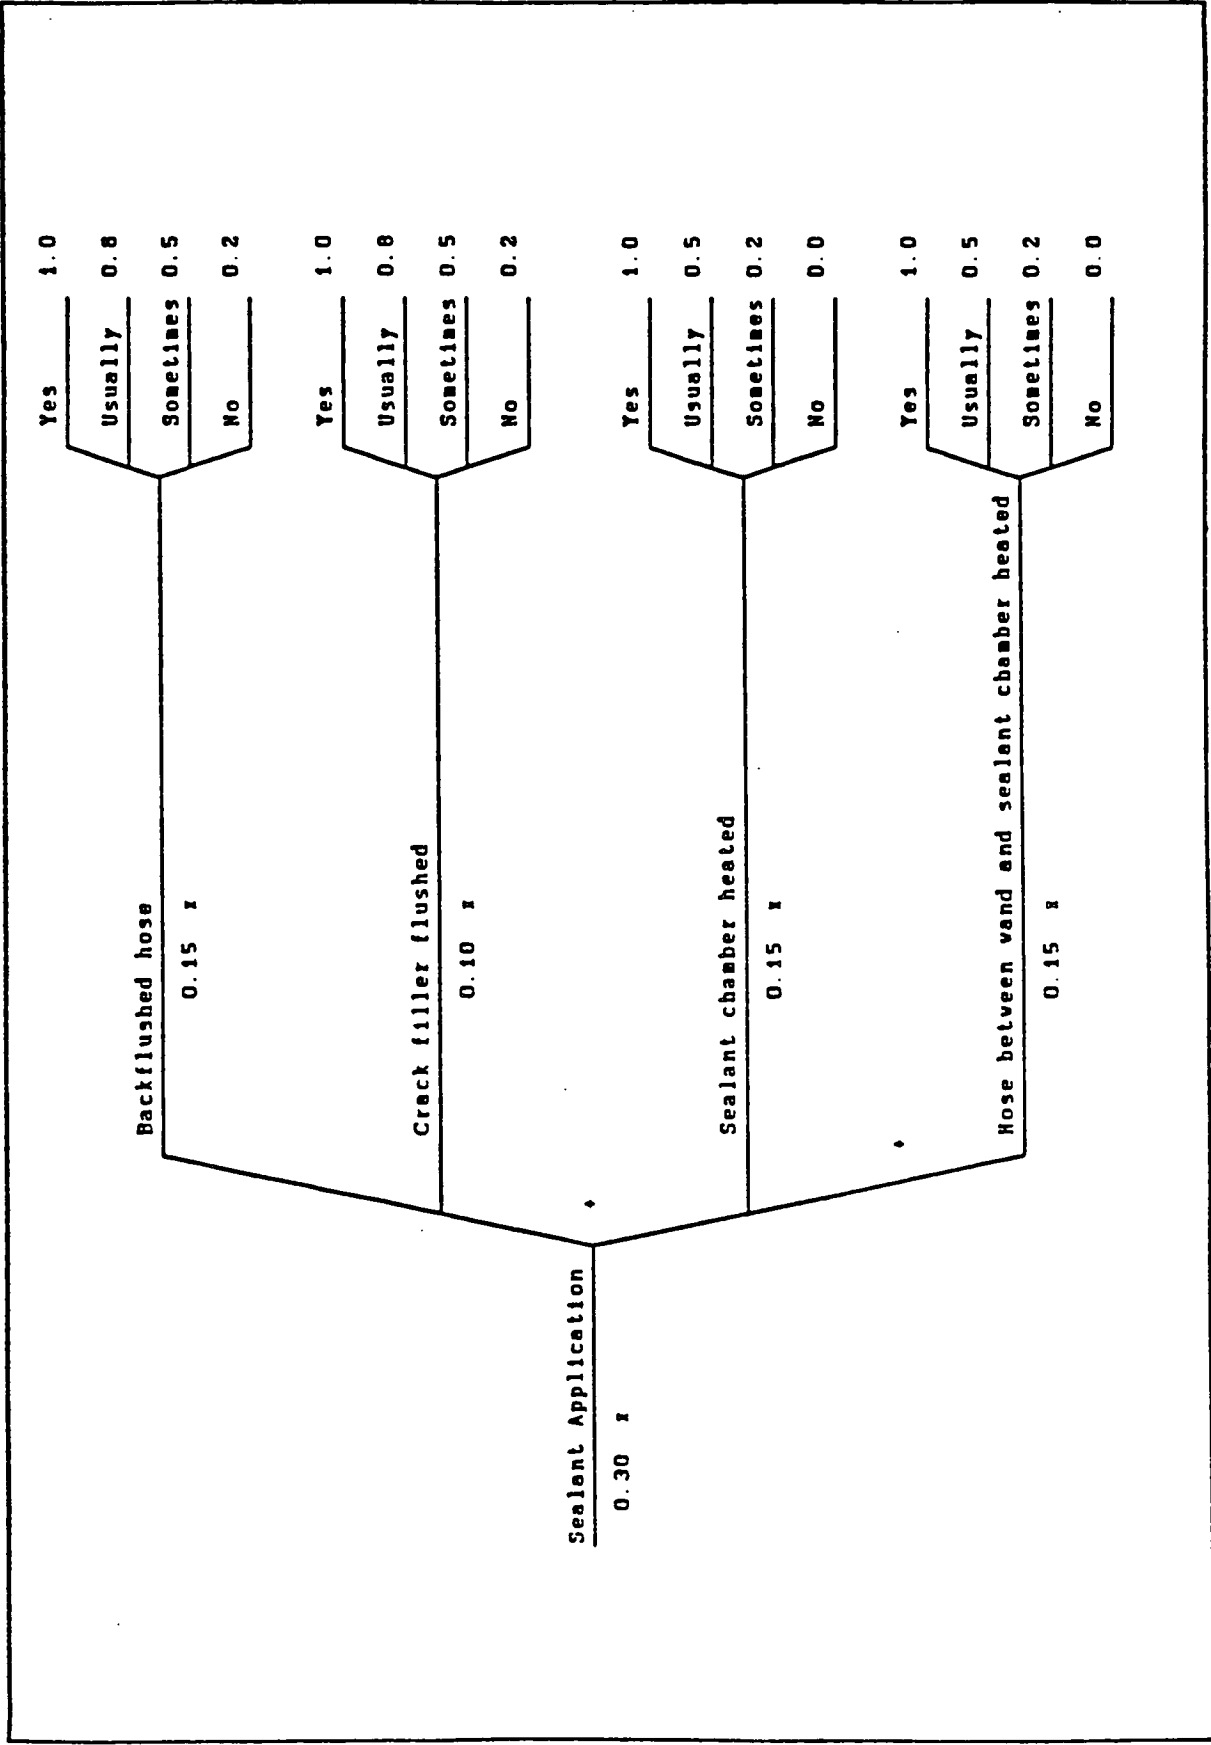 Yes 1.0
Usually 0.8
Backflushed hose
Sometimes 0.5
0.15 x
No 0.2
Yes 1.0
Usually 0.8
Crack filler flushed
Sometimes 0.5
0.10 x
No 0.2
Sealant Application
+
0.30 x
Yes 1.0
Usually 0.5
Sealant chamber heated
Sometimes 0.2
0.15 x
No 0.0
+
Yes 1.0
Usually 0.5
Hose between wand and sealant chamber heated
Sometimes 0.2
0.15 x
No 0.0